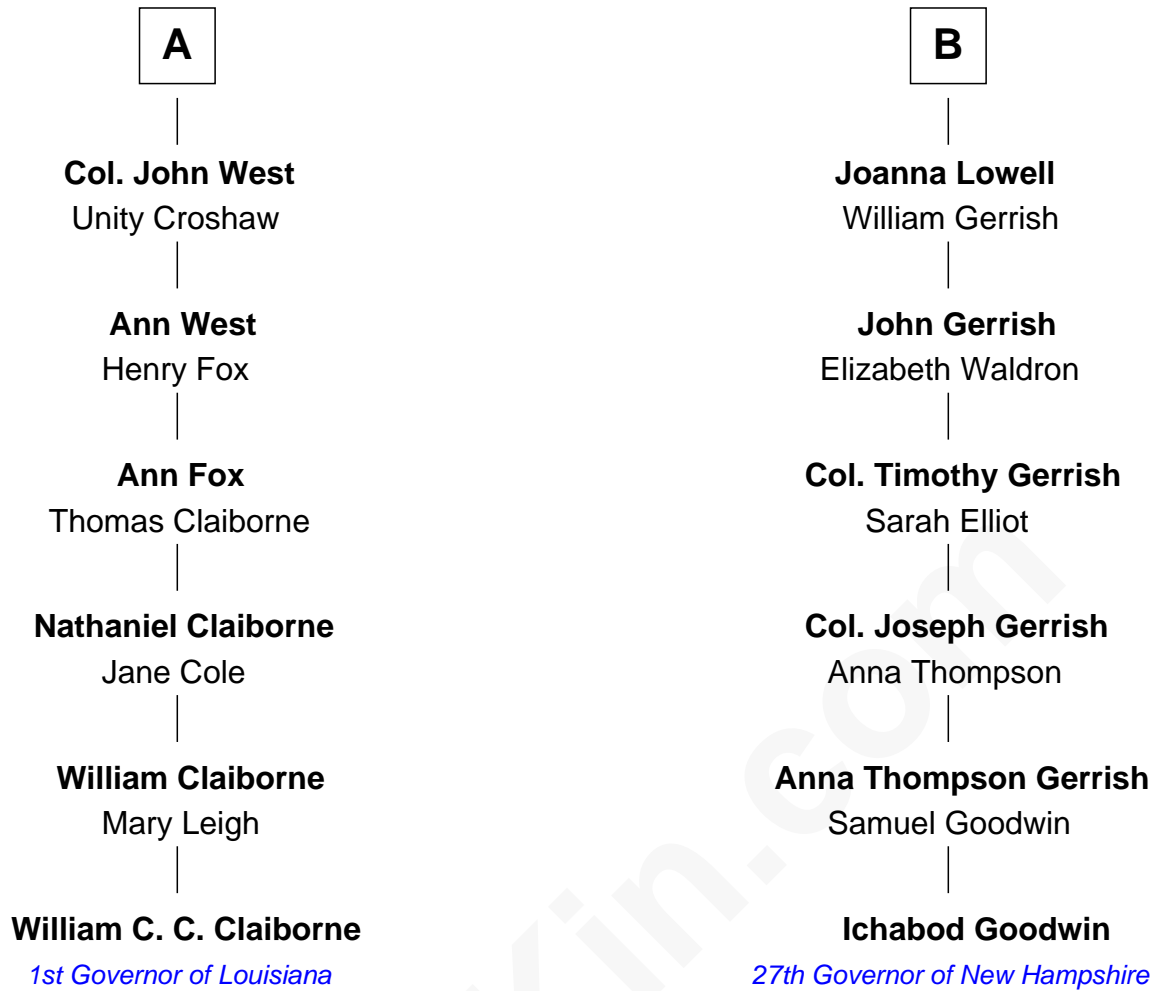 A
Col. John West
Unity Croshaw
Ann West
Henry Fox
Ann Fox
Thomas Claiborne
Nathaniel Claiborne
Jane Cole
William Claiborne
Mary Leigh
William C. C. Claiborne
1st Governor of Louisiana
B
Joanna Lowell
William Gerrish
John Gerrish
Elizabeth Waldron
Col. Timothy Gerrish
Sarah Elliot
Col. Joseph Gerrish
Anna Thompson
Anna Thompson Gerrish
Samuel Goodwin
Ichabod Goodwin
27th Governor of New Hampshire
Kin.com